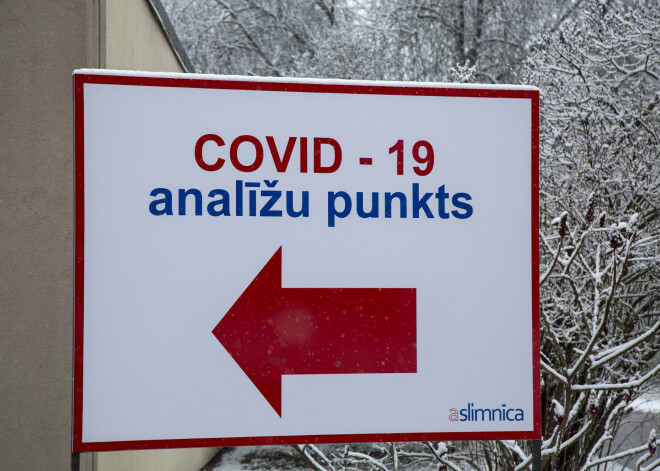 COVID - 19
analīžu punkts
aslimnīca